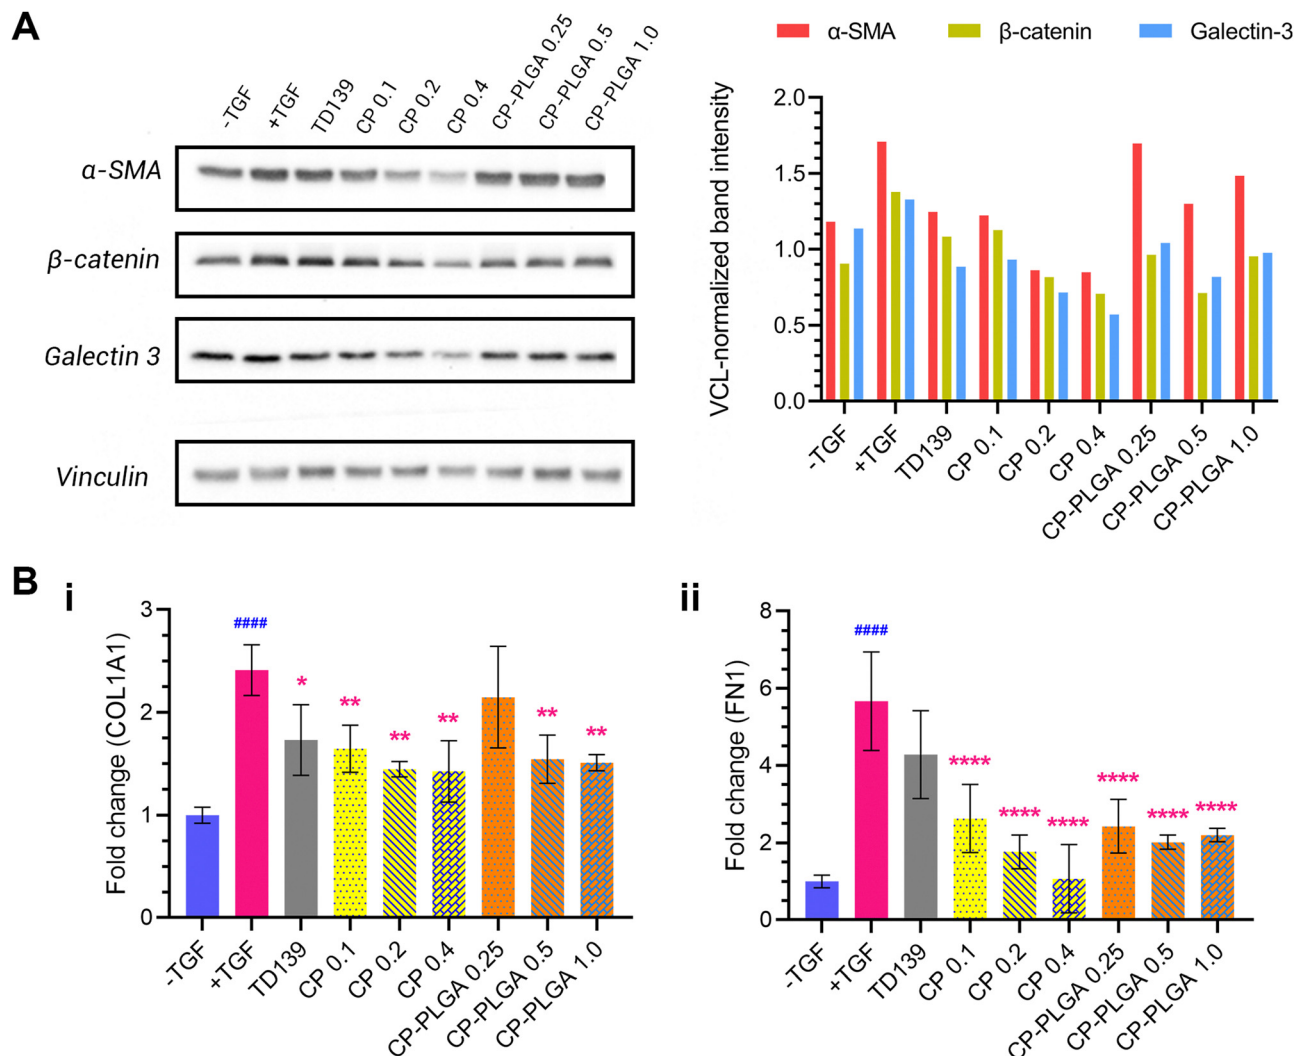 A
-TGF
+TGF
TD139
CP 0.1
CP 0.2
CP 0.4
CP-PLGA 0.25
CP-PLGA 0.5
CP-PLGA 1.0
α-SMA
β-catenin
Galectin 3
Vinculin
α-SMA β-catenin Galectin-3
VCL-normalized band intensity
2.0
1.5
1.0
0.5
0.0
-TGF
+TGF
TD139
CP 0.1
CP 0.2
CP 0.4
CP-PLGA 0.25
CP-PLGA 0.5
CP-PLGA 1.0
B
i
Fold change (COL1A1)
3
2
1
0
####
*
**
**
**
**
**
-TGF
+TGF
TD139
CP 0.1
CP 0.2
CP 0.4
CP-PLGA 0.25
CP-PLGA 0.5
CP-PLGA 1.0
ii
Fold change (FN1)
8
6
4
2
0
####
****
****
****
****
****
****
-TGF
+TGF
TD139
CP 0.1
CP 0.2
CP 0.4
CP-PLGA 0.25
CP-PLGA 0.5
CP-PLGA 1.0